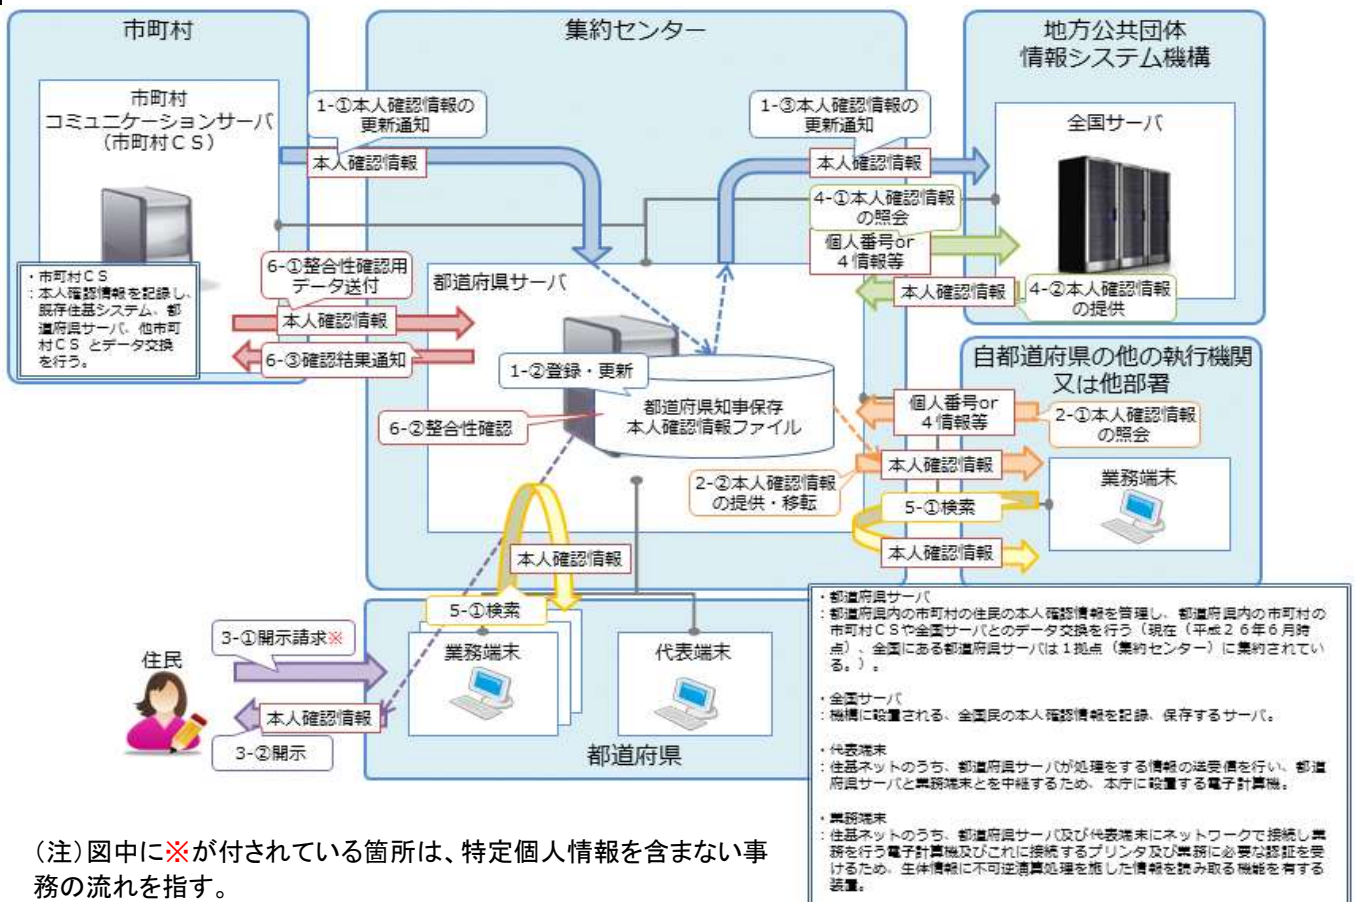 市町村
集約センター
地方公共団体
情報システム機構
市町村
コミュニケーションサーバ
（市町村ＣＳ）
1-①本人確認情報の
更新通知
本人確認情報
1-③本人確認情報の
更新通知
本人確認情報
全国サーバ
4-①本人確認情報
の照会
個人番号or
４情報等
本人確認情報
4-②本人確認情報
の提供
・市町村ＣＳ
：本人確認情報を記録し、
既存住基システム、都
道府県サーバ、他市町
村ＣＳ とデータ交換
を行う。
6-①整合性確認用
データ送付
本人確認情報
6-③確認結果通知
都道府県サーバ
1-②登録・更新
6-②整合性確認
都道府県知事保存
本人確認情報ファイル
自都道府県の他の執行機関
又は他部署
個人番号or
４情報等
2-①本人確認情報
の照会
本人確認情報
2-②本人確認情報
の提供・移転
業務端末
5-①検索
本人確認情報
本人確認情報
5-①検索
業務端末
代表端末
都道府県
3-①開示請求※
住民
本人確認情報
3-②開示
・都道府県サーバ
：都道府県内の市町村の住民の本人確認情報を管理し、都道府県内の市町村の
市町村ＣＳや全国サーバとのデータ交換を行う（現在（平成２６年６月時
点）、全国にある都道府県サーバは１拠点（集約センター）に集約されてい
る。）。
・全国サーバ
：機構に設置される、全国民の本人確認情報を記録、保存するサーバ。
・代表端末
：住基ネットのうち、都道府県サーバが処理をする情報の送受信を行い、都道
府県サーバと業務端末とを中継するため、本庁に設置する電子計算機。
・業務端末
：住基ネットのうち、都道府県サーバ及び代表端末にネットワークで接続し業
務を行う電子計算機及びこれに接続するプリンタ及び業務に必要な認証を受
けるため、生体情報に不可逆演算処理を施した情報を読み取る機能を有する
装置。
（注）図中に※が付されている箇所は、特定個人情報を含まない事
務の流れを指す。